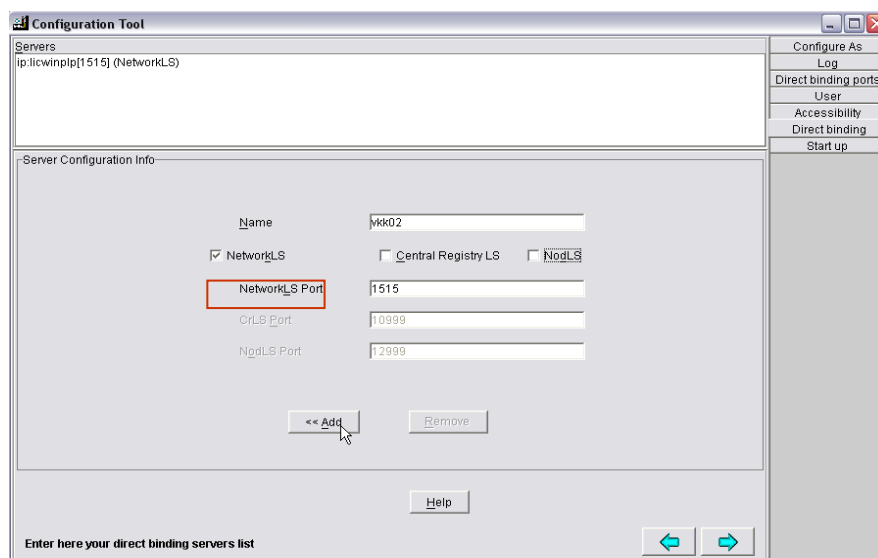 Configuration Tool
Servers
ip:licwinplp[1515] (NetworkLS)
Configure As
Log
Direct binding ports
User
Accessibility
Direct binding
Start up
Server Configuration Info
Name vkk02
NetworkLS Central Registry LS NodLS
NetworkLS Port 1515
CrLS Port 10999
NodLS Port 12999
<< Add Remove
Help
Enter here your direct binding servers list